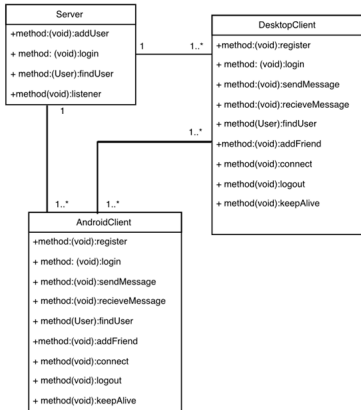 Server
+method:(void):addUser
+ method: (void):login
+ method:(User):findUser
+method(void):listener
1
1..*
DesktopClient
+method:(void):register
+ method: (void):login
+ method:(void):sendMessage
+ method:(void):recieveMessage
+ method(User):findUser
+method:(void):addFriend
+ method(void):connect
+ method(void):logout
+ method(void):keepAlive
1
1..*
1..*
1..*
AndroidClient
+method:(void):register
+ method: (void):login
+ method:(void):sendMessage
+ method:(void):recieveMessage
+ method(User):findUser
+method:(void):addFriend
+ method(void):connect
+ method(void):logout
+ method(void):keepAlive